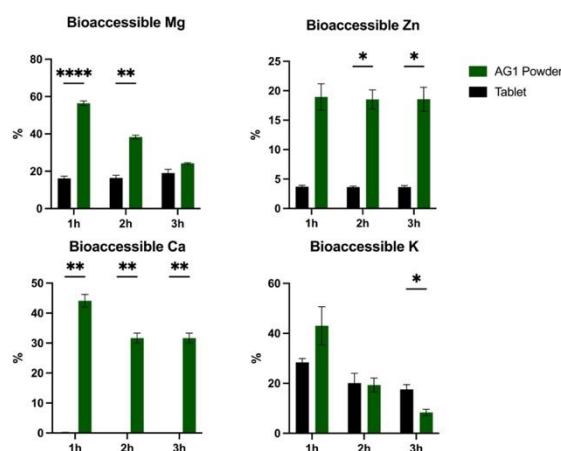 Bioaccessible Mg
80
60
40
20
0
%
**** **
1h 2h 3h
Bioaccessible Zn
25
20
15
10
5
0
%
* *
1h 2h 3h
AG1 Powder
Tablet
Bioaccessible Ca
50
40
30
20
10
0
%
** ** **
1h 2h 3h
Bioaccessible K
60
40
20
0
%
*
1h 2h 3h